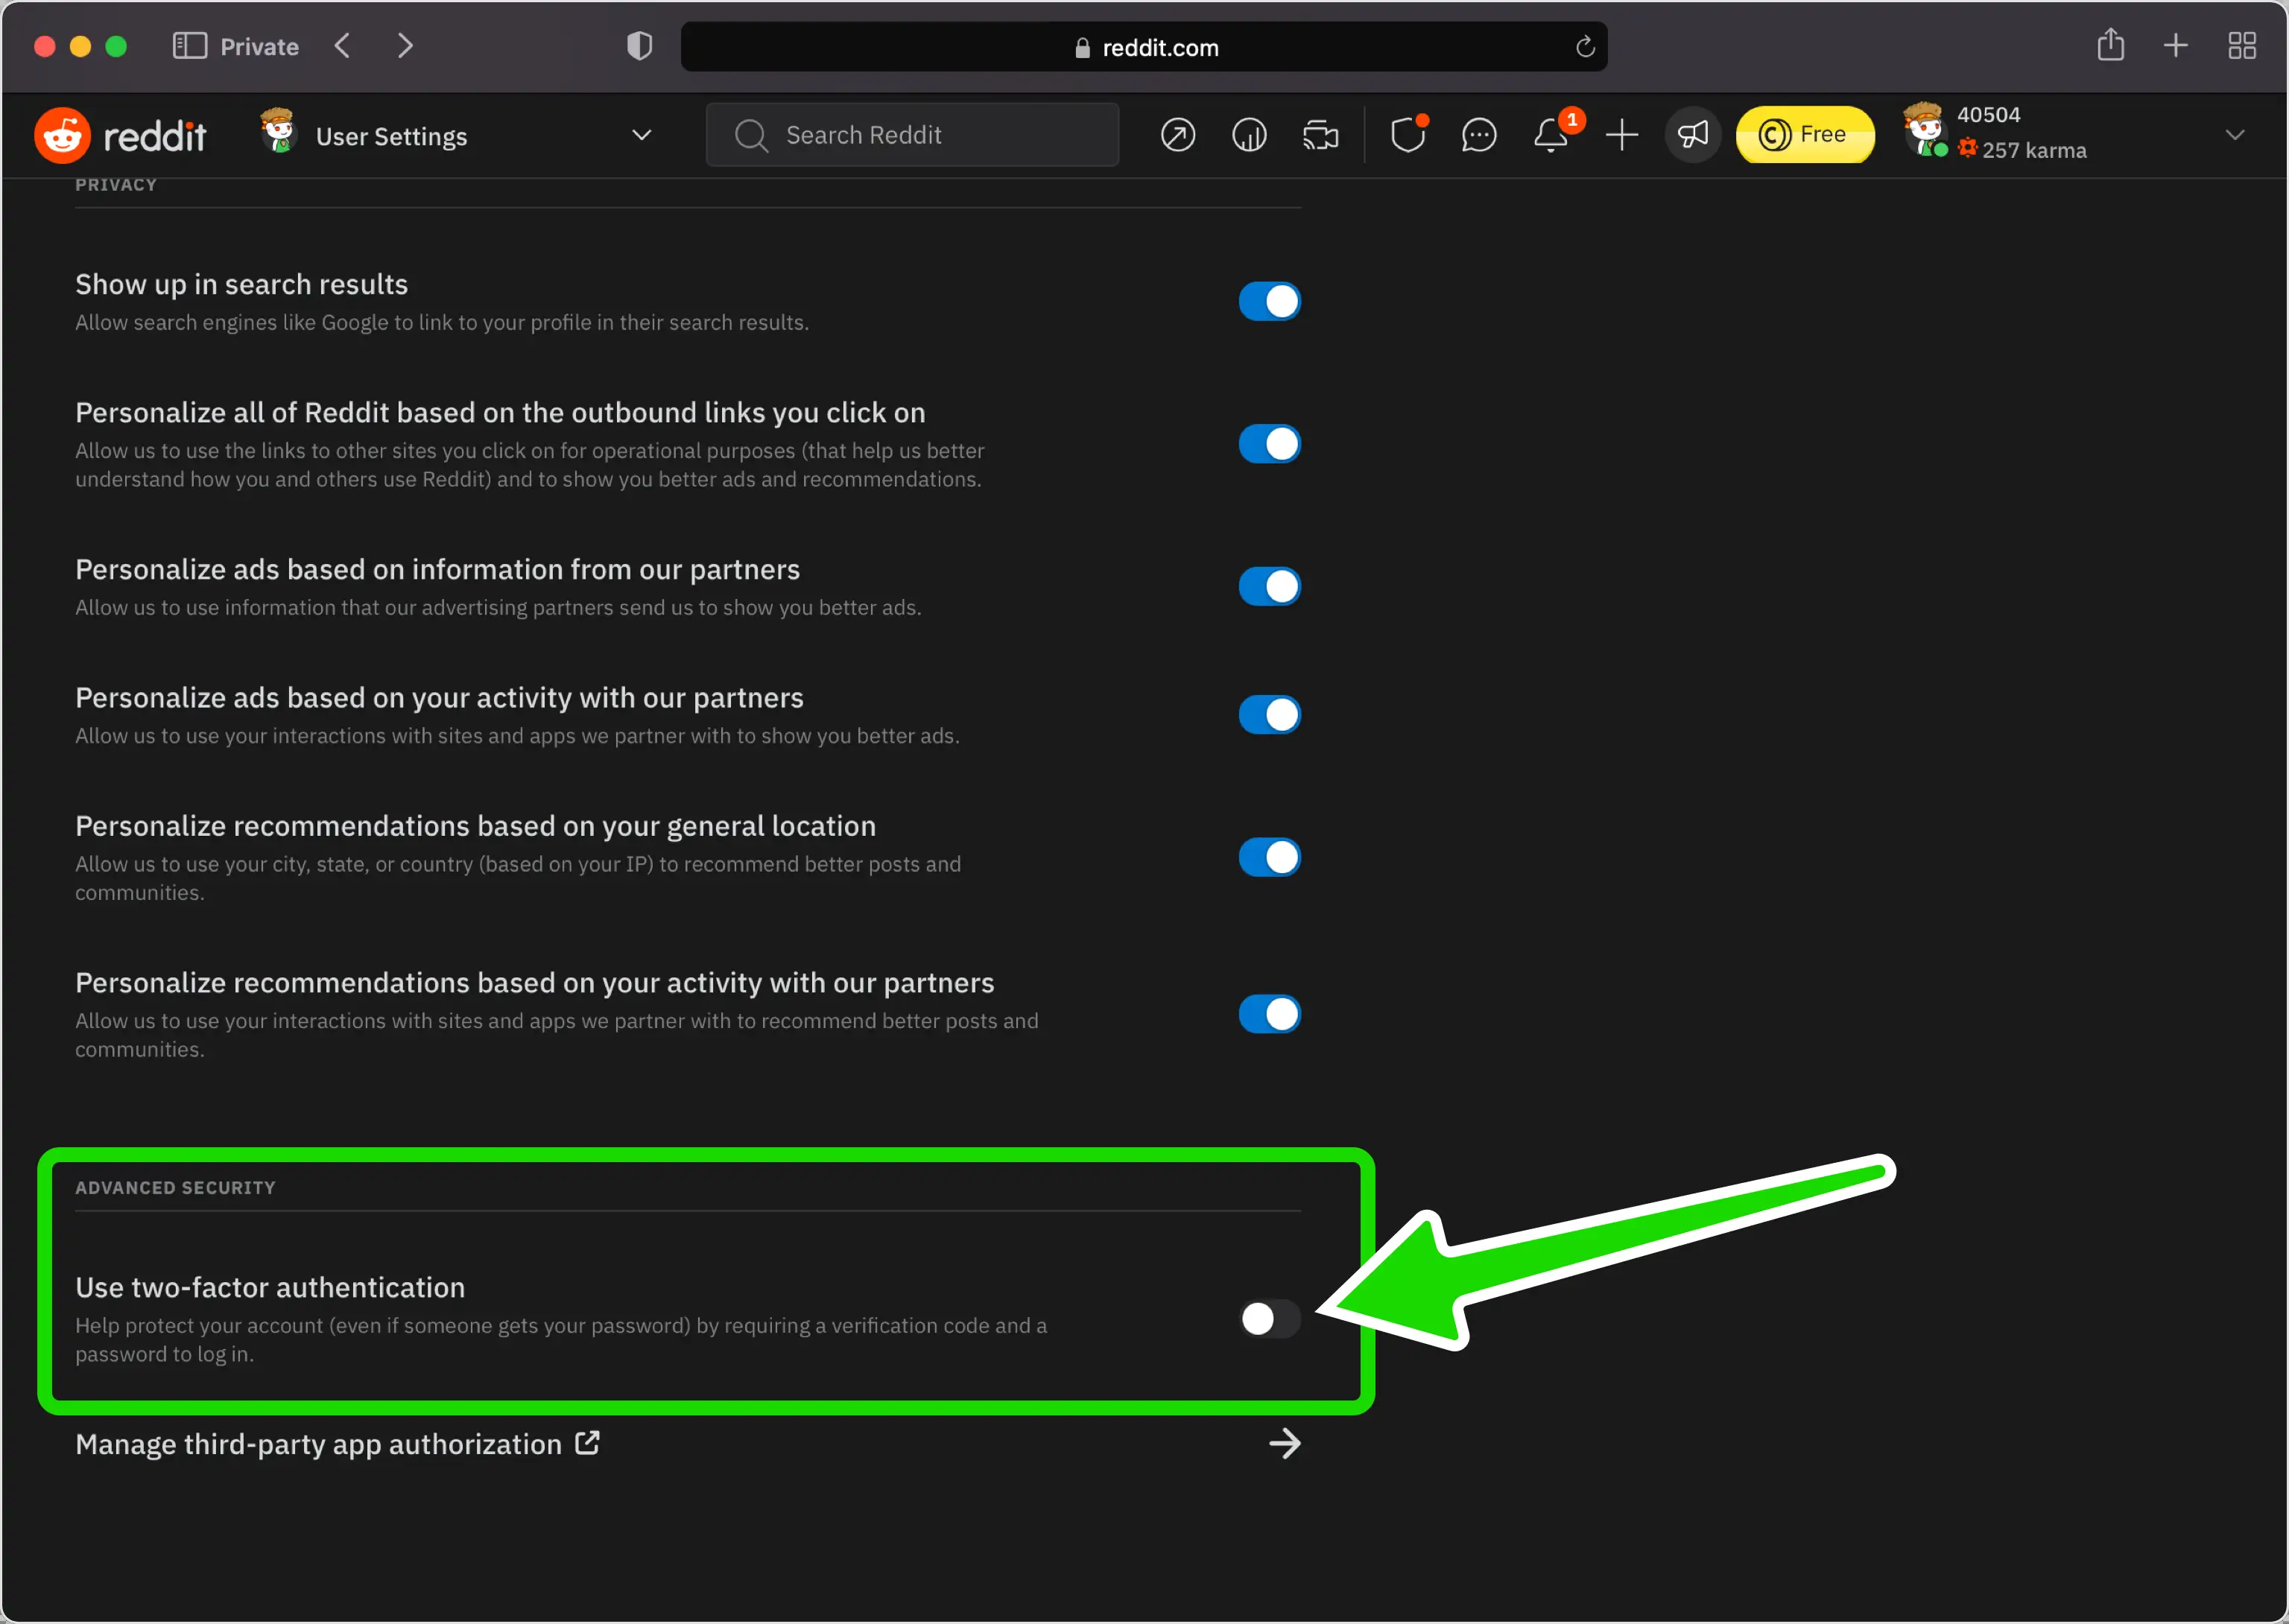 Private
reddit.com
reddit
User Settings
Search Reddit
1
Free
40504
257 karma
PRIVACY
Show up in search results
Allow search engines like Google to link to your profile in their search results.
Personalize all of Reddit based on the outbound links you click on
Allow us to use the links to other sites you click on for operational purposes (that help us better
understand how you and others use Reddit) and to show you better ads and recommendations.
Personalize ads based on information from our partners
Allow us to use information that our advertising partners send us to show you better ads.
Personalize ads based on your activity with our partners
Allow us to use your interactions with sites and apps we partner with to show you better ads.
Personalize recommendations based on your general location
Allow us to use your city, state, or country (based on your IP) to recommend better posts and
communities.
Personalize recommendations based on your activity with our partners
Allow us to use your interactions with sites and apps we partner with to recommend better posts and
communities.
ADVANCED SECURITY
Use two-factor authentication
Help protect your account (even if someone gets your password) by requiring a verification code and a
password to log in.
Manage third-party app authorization